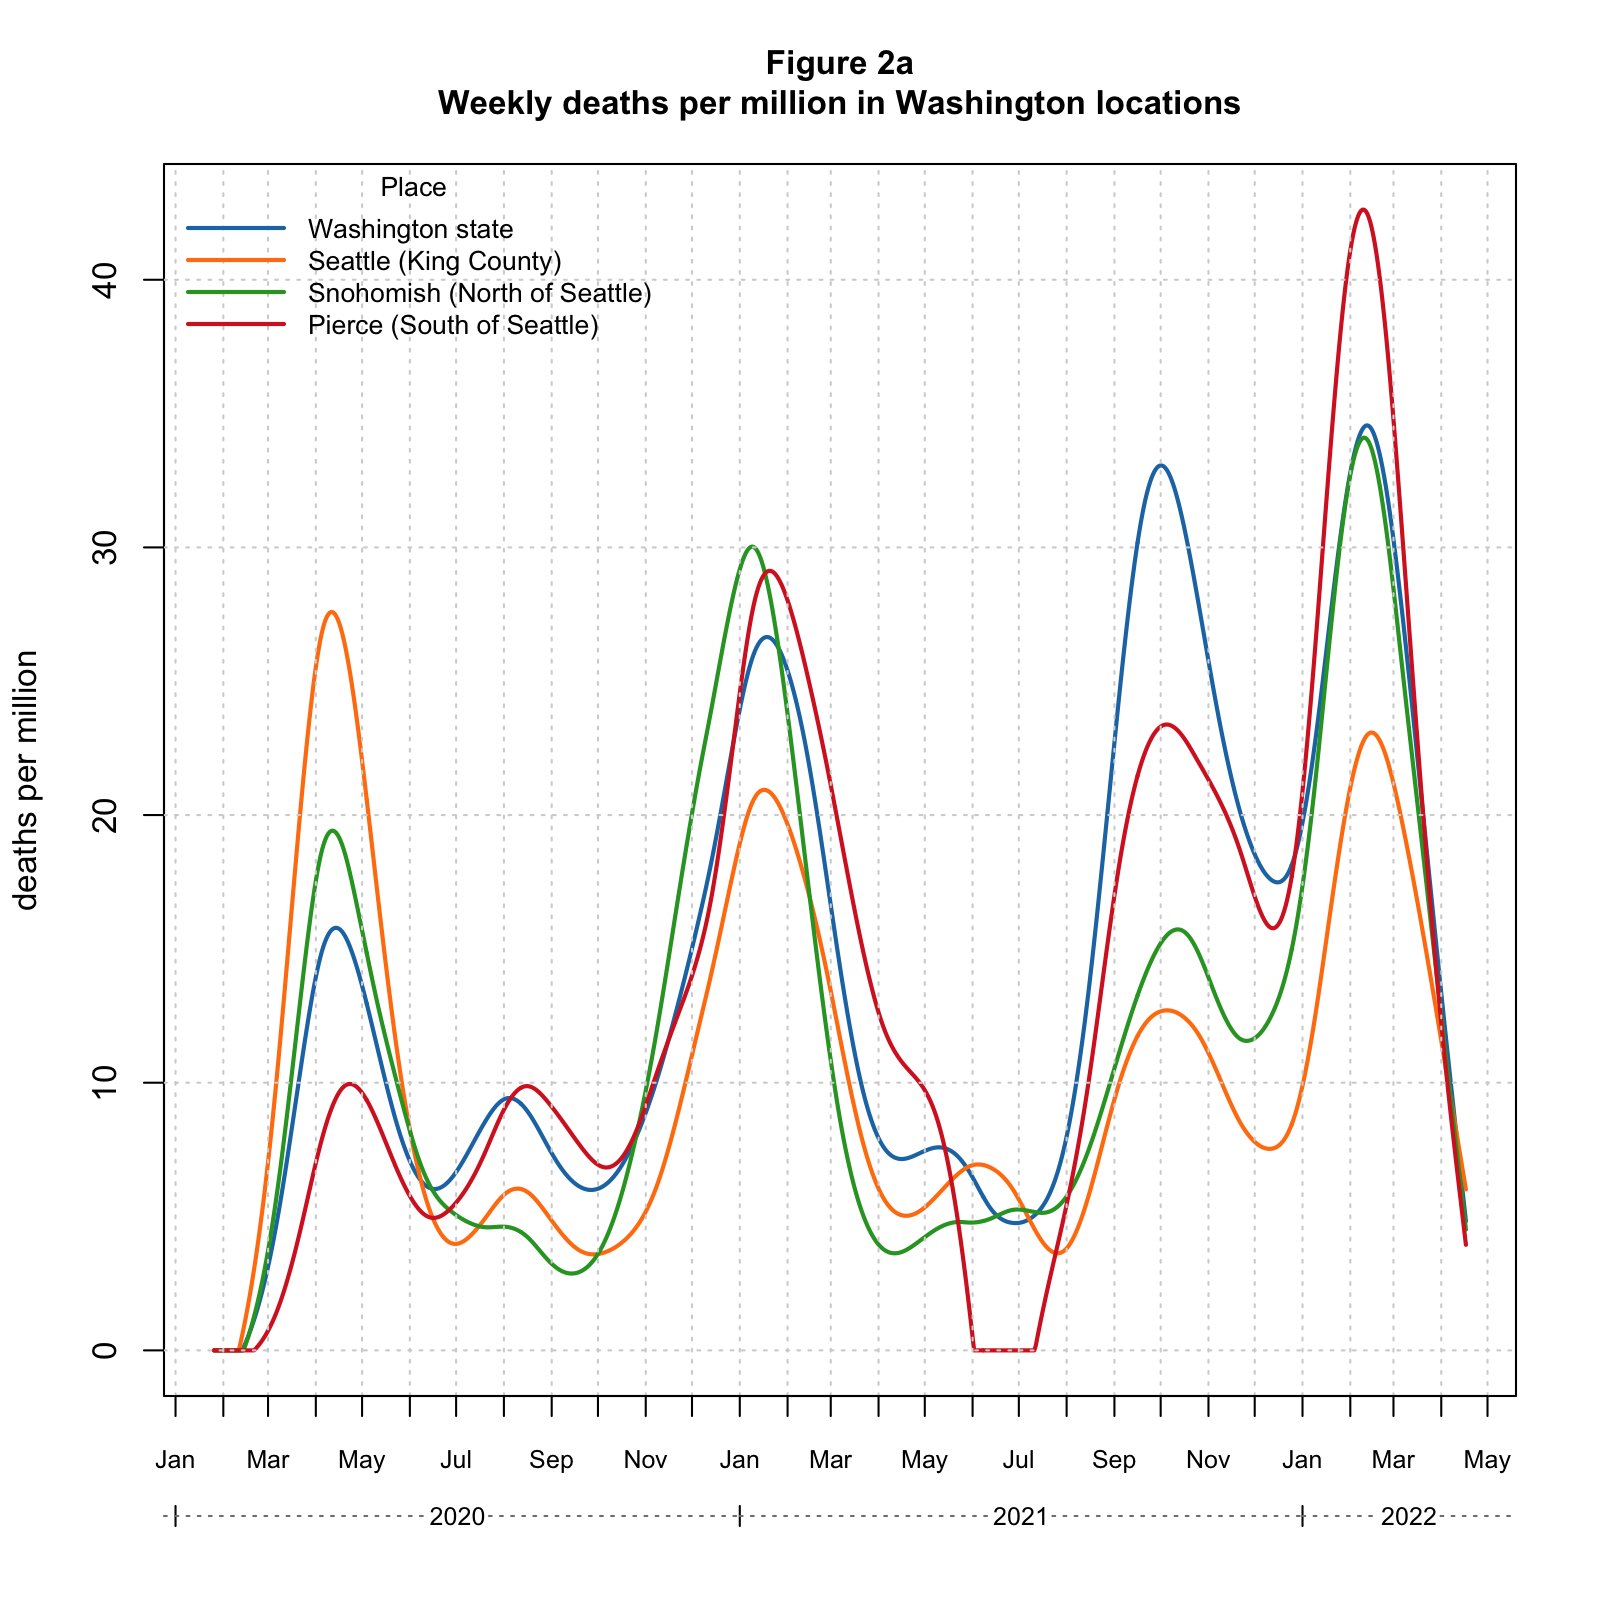 Figure 2a
Weekly deaths per million in Washington locations
Place
Washington state
Seattle (King County)
Snohomish (North of Seattle)
Pierce (South of Seattle)
deaths per million
40
30
20
10
0
Jan Mar May Jul Sep Nov Jan Mar May Jul Sep Nov Jan Mar May
2020 2021 2022